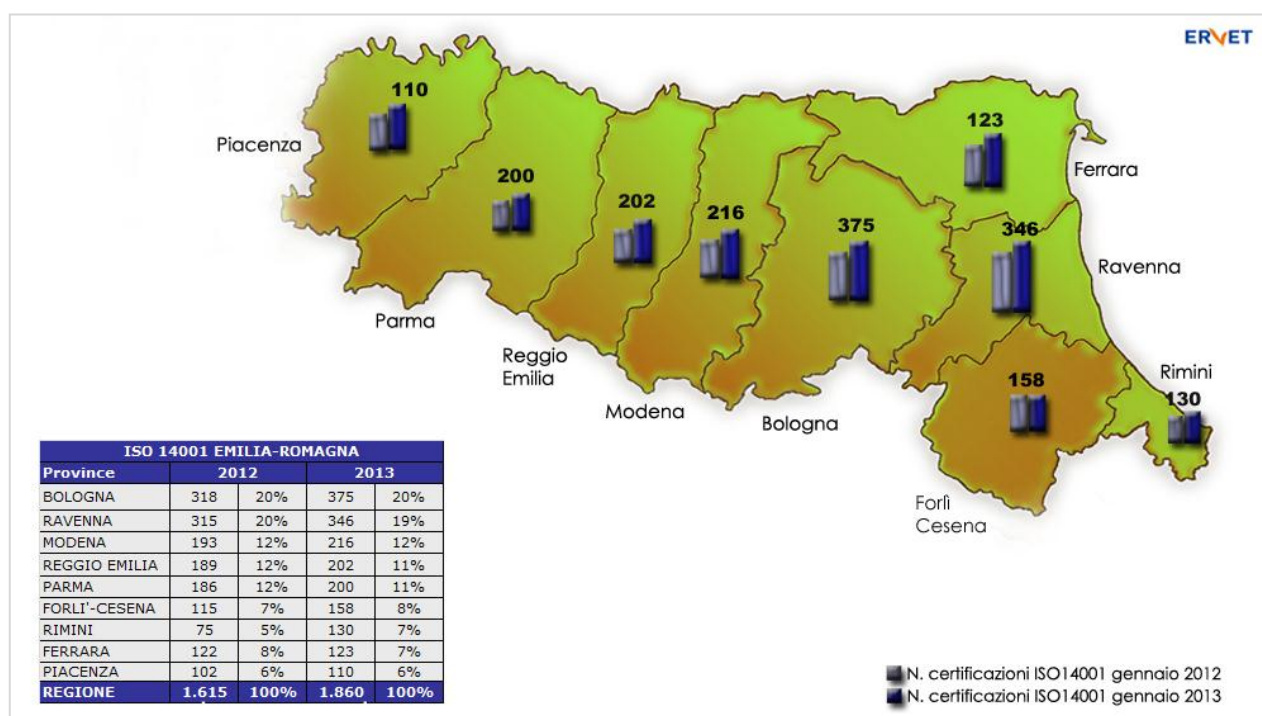 ERVET
110
Piacenza
123
Ferrara
200
202
216
375
346
Ravenna
Parma
Reggio
Emilia
Modena
Bologna
158
Rimini
130
Forlì
Cesena
ISO 14001 EMILIA-ROMAGNA
Province 2012 2013
BOLOGNA 318 20% 375 20%
RAVENNA 315 20% 346 19%
MODENA 193 12% 216 12%
REGGIO EMILIA 189 12% 202 11%
PARMA 186 12% 200 11%
FORLI'-CESENA 115 7% 158 8%
RIMINI 75 5% 130 7%
FERRARA 122 8% 123 7%
PIACENZA 102 6% 110 6%
REGIONE 1.615 100% 1.860 100%
N. certificazioni ISO14001 gennaio 2012
N. certificazioni ISO14001 gennaio 2013